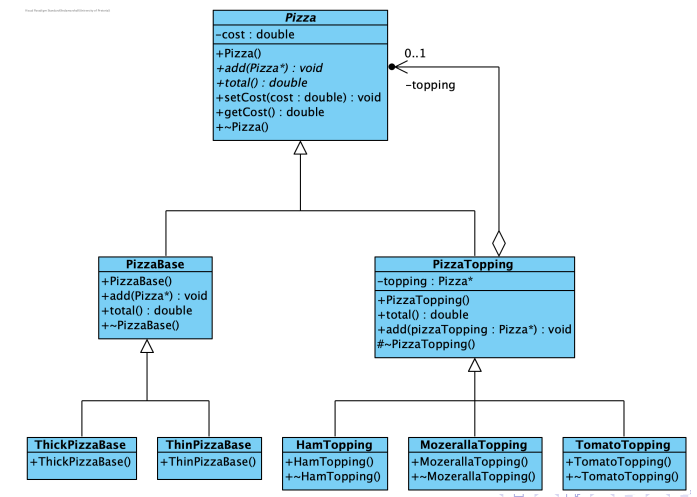 Pizza
-cost : double
+Pizza()
+add(Pizza*) : void
+total() : double
+setCost(cost : double) : void
+getCost() : double
+~Pizza()
0..1
-topping
PizzaBase
+PizzaBase()
+add(Pizza*) : void
+total() : double
+~PizzaBase()
PizzaTopping
-topping : Pizza*
+PizzaTopping()
+total() : double
+add(pizzaTopping : Pizza*) : void
#~PizzaTopping()
ThickPizzaBase
+ThickPizzaBase()
ThinPizzaBase
+ThinPizzaBase()
HamTopping
+HamTopping()
+~HamTopping()
MozerallaTopping
+MozerallaTopping()
+~MozerallaTopping()
TomatoTopping
+TomatoTopping()
+~TomatoTopping()